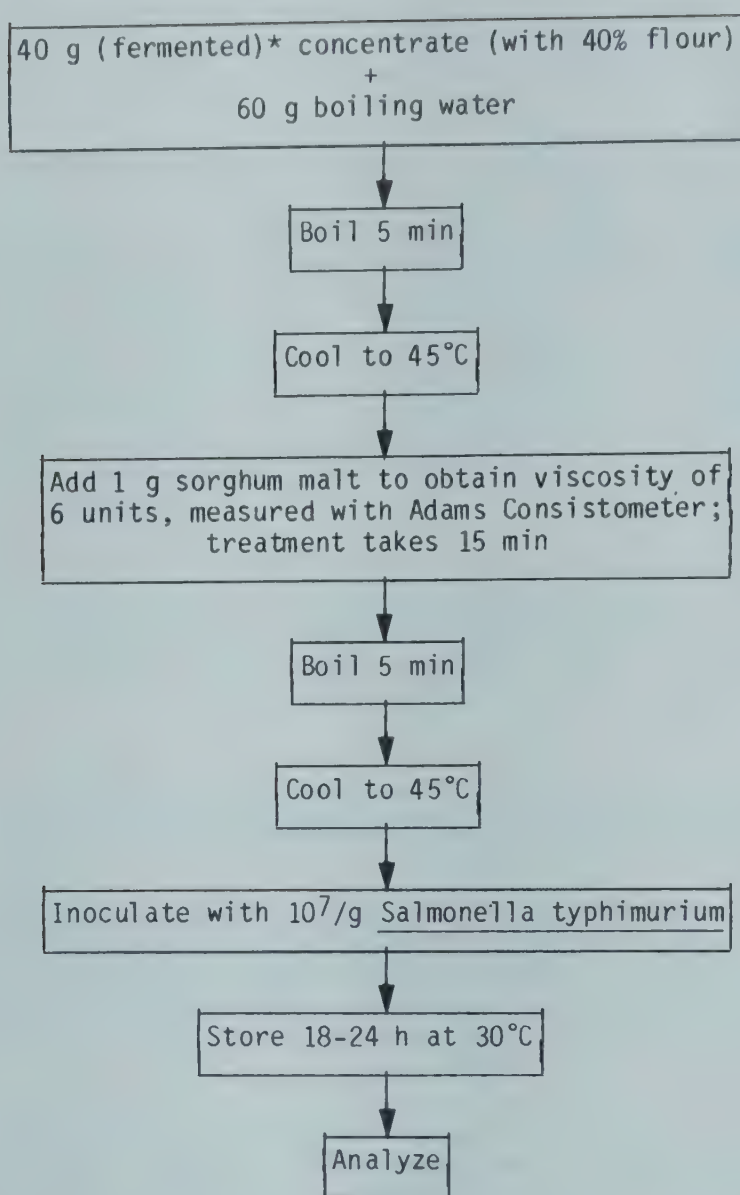 40 g (fermented)* concentrate (with 40% flour)
+
60 g boiling water
Boil 5 min
Cool to 45°C
Add 1 g sorghum malt to obtain viscosity of
6 units, measured with Adams Consistometer;
treatment takes 15 min
Boil 5 min
Cool to 45°C
Inoculate with 10⁷/g Salmonella typhimurium
Store 18-24 h at 30°C
Analyze